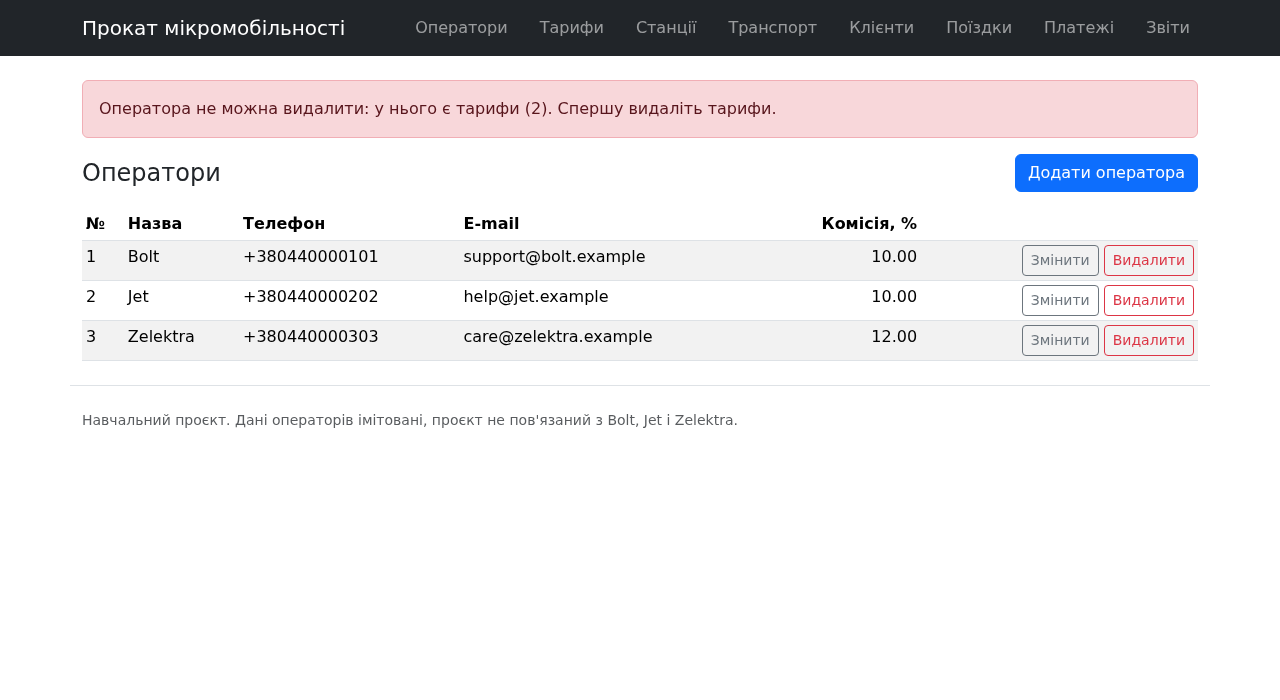 Прокат мікромобільності Оператори Тарифи Станції Транспорт Клієнти Поїздки Платежі Звіти
Оператора не можна видалити: у нього є тарифи (2). Спершу видаліть тарифи.
Оператори Додати оператора
№ Назва Телефон E-mail Комісія, %
1 Bolt +380440000101 support@bolt.example 10.00 Змінити Видалити
2 Jet +380440000202 help@jet.example 10.00 Змінити Видалити
3 Zelektra +380440000303 care@zelektra.example 12.00 Змінити Видалити
Навчальний проєкт. Дані операторів імітовані, проєкт не пов'язаний з Bolt, Jet і Zelektra.